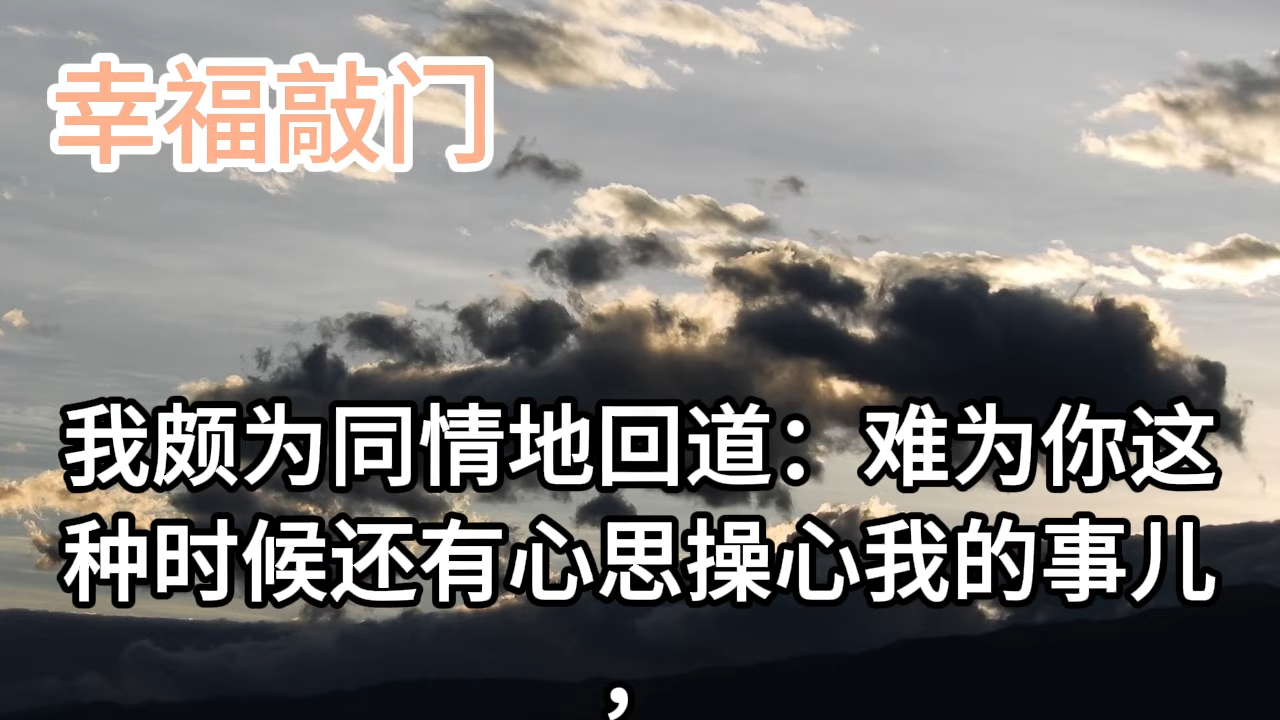 幸福敲门
我颇为同情地回道：难为你这
种时候还有心思操心我的事儿
，